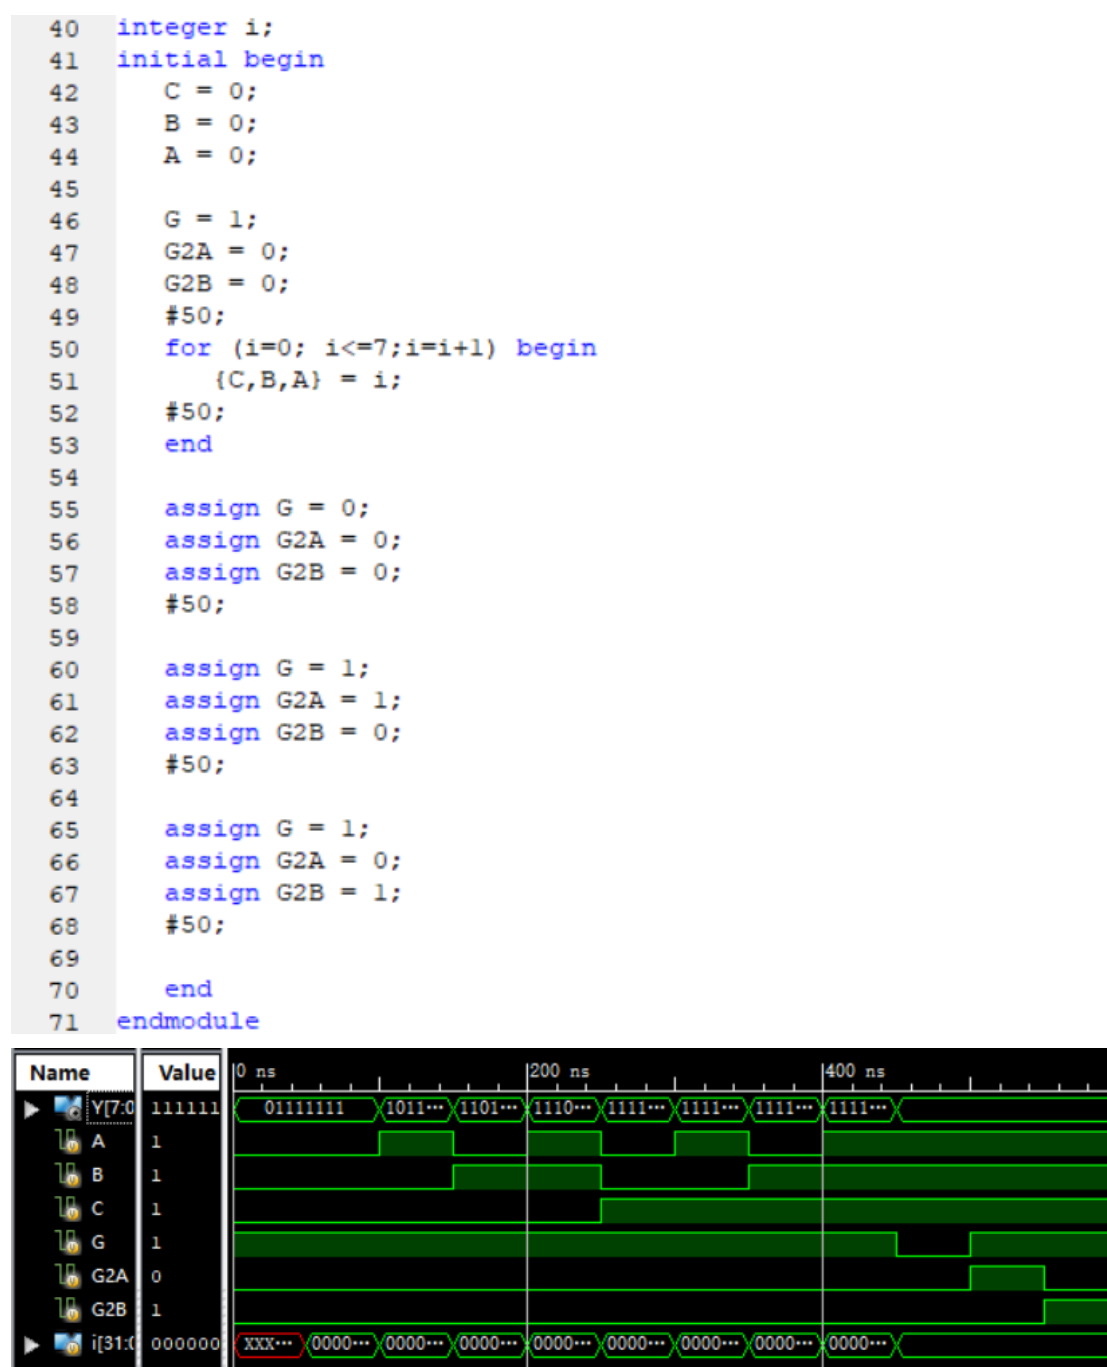 40 integer i;
41 initial begin
42 C = 0;
43 B = 0;
44 A = 0;
45
46 G = 1;
47 G2A = 0;
48 G2B = 0;
49 #50;
50 for (i=0; i<=7;i=i+1) begin
51 {C,B,A} = i;
52 #50;
53 end
54
55 assign G = 0;
56 assign G2A = 0;
57 assign G2B = 0;
58 #50;
59
60 assign G = 1;
61 assign G2A = 1;
62 assign G2B = 0;
63 #50;
64
65 assign G = 1;
66 assign G2A = 0;
67 assign G2B = 1;
68 #50;
69
70 end
71 endmodule
Name Value 0 ns 200 ns 400 ns
Y[7:0 111111 01111111 1011··· 1101··· 1110··· 1111··· 1111··· 1111··· 1111···
A 1
B 1
C 1
G 1
G2A 0
G2B 1
i[31:0 000000 XXX··· 0000··· 0000··· 0000··· 0000··· 0000··· 0000··· 0000··· 0000···